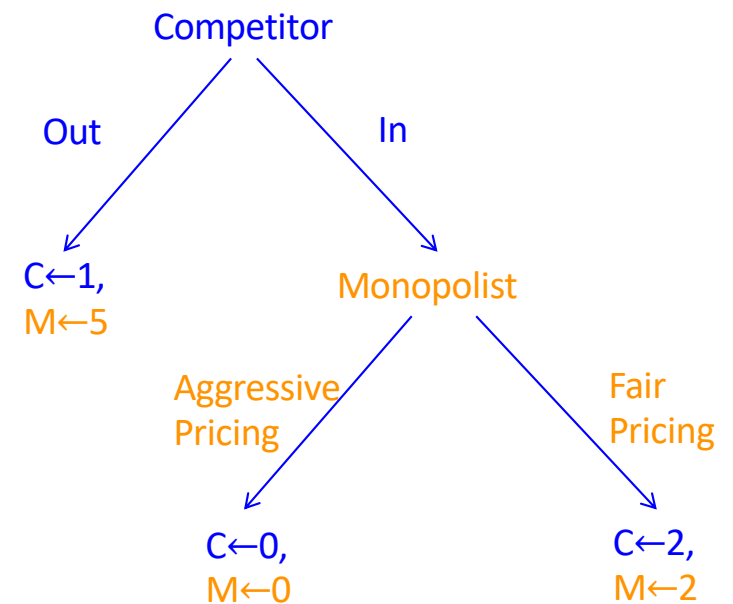 Competitor
Out
In
C←1,
M←5
Monopolist
Aggressive
Pricing
Fair
Pricing
C←0,
M←0
C←2,
M←2